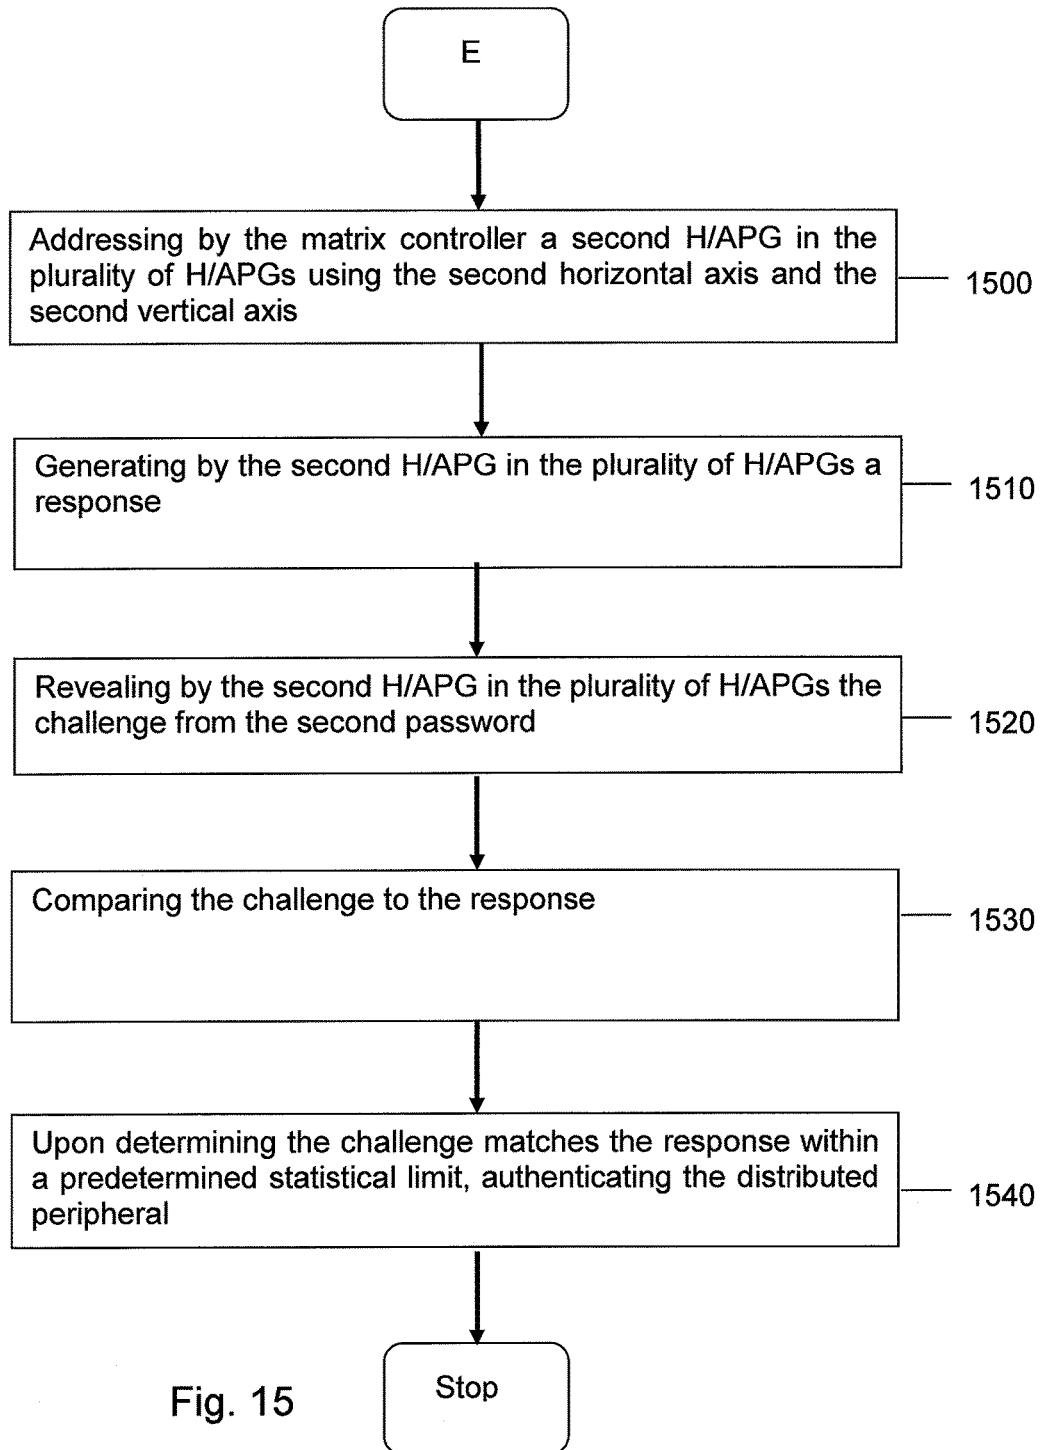 E
Addressing by the matrix controller a second H/APG in the
plurality of H/APGs using the second horizontal axis and the
second vertical axis
1500
Generating by the second H/APG in the plurality of H/APGs a
response
1510
Revealing by the second H/APG in the plurality of H/APGs the
challenge from the second password
1520
Comparing the challenge to the response
1530
Upon determining the challenge matches the response within
a predetermined statistical limit, authenticating the distributed
peripheral
1540
Stop
Fig. 15